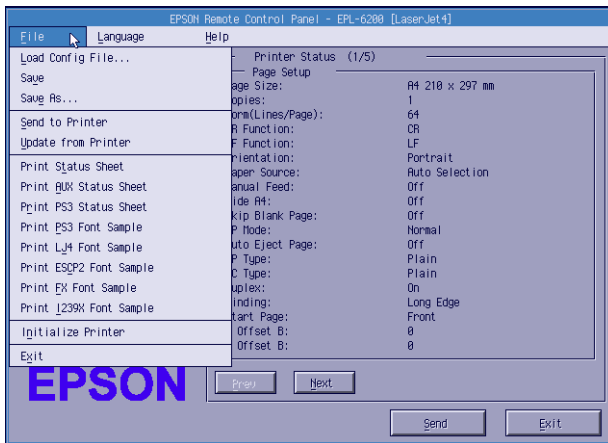 EPSON Remote Control Panel - EPL-6200 [LaserJet4]
File Language Help
Load Config File...
Save
Save As...
Send to Printer
Update from Printer
Print Status Sheet
Print AUX Status Sheet
Print PS3 Status Sheet
Print PS3 Font Sample
Print LJ4 Font Sample
Print ESCP2 Font Sample
Print FX Font Sample
Print I239X Font Sample
Initialize Printer
Exit
Printer Status (1/5)
Page Setup
age Size: A4 210 x 297 mm
opies: 1
orm(Lines/Page): 64
R Function: CR
F Function: LF
rientation: Portrait
aper Source: Auto Selection
anual Feed: Off
ide A4: Off
kip Blank Page: Off
P Mode: Normal
uto Eject Page: Off
P Type: Plain
C Type: Plain
uplex: On
inding: Long Edge
tart Page: Front
Offset B: 0
Offset B: 0
EPSON
Prev Next
Send Exit